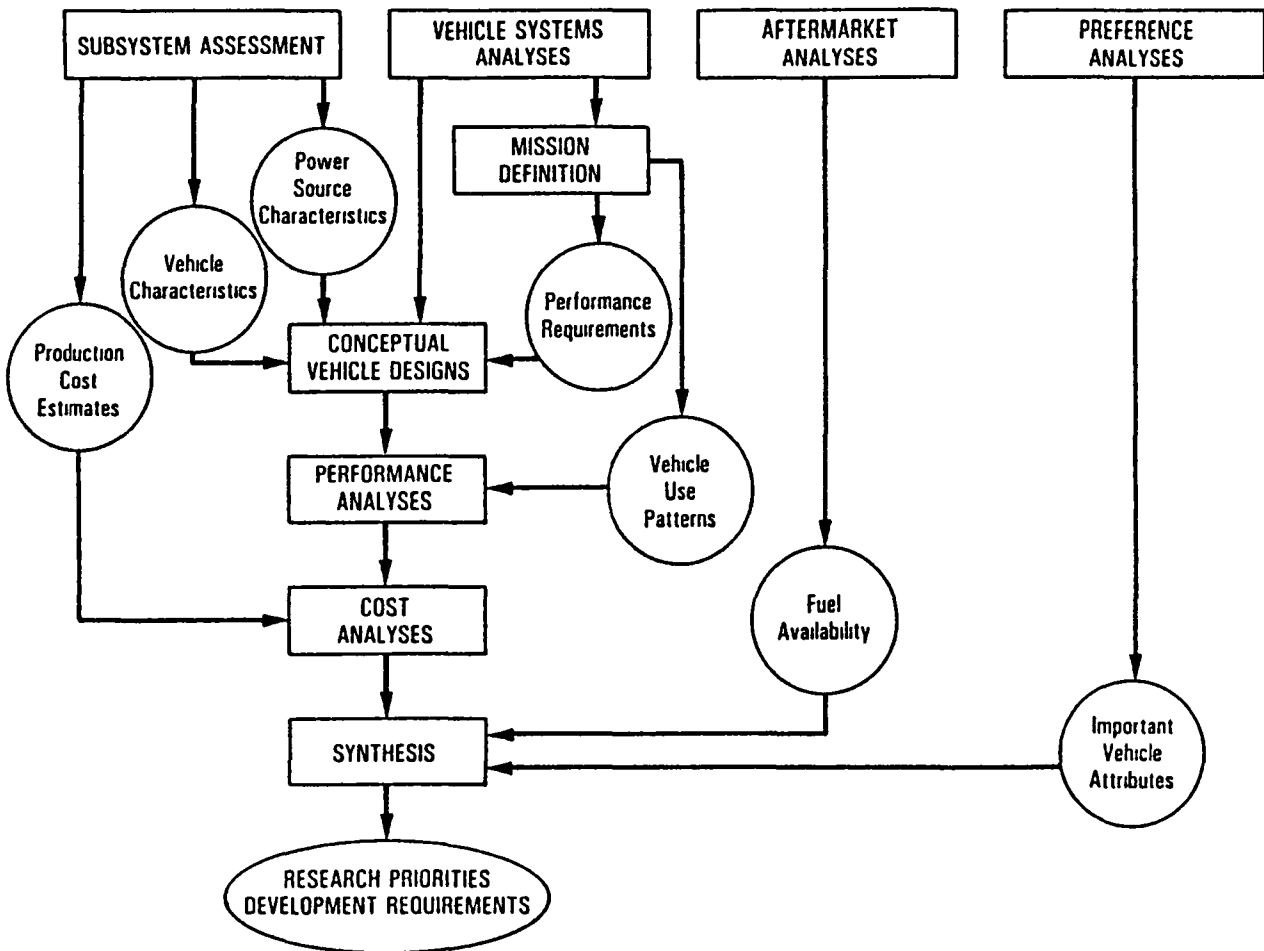 SUBSYSTEM ASSESSMENT
VEHICLE SYSTEMS
ANALYSES
AFTERMARKET
ANALYSES
PREFERENCE
ANALYSES
MISSION
DEFINITION
Power
Source
Characteristics
Vehicle
Characteristics
Performance
Requirements
Production
Cost
Estimates
CONCEPTUAL
VEHICLE DESIGNS
PERFORMANCE
ANALYSES
Vehicle
Use
Patterns
COST
ANALYSES
Fuel
Availability
SYNTHESIS
Important
Vehicle
Attributes
RESEARCH PRIORITIES
DEVELOPMENT REQUIREMENTS